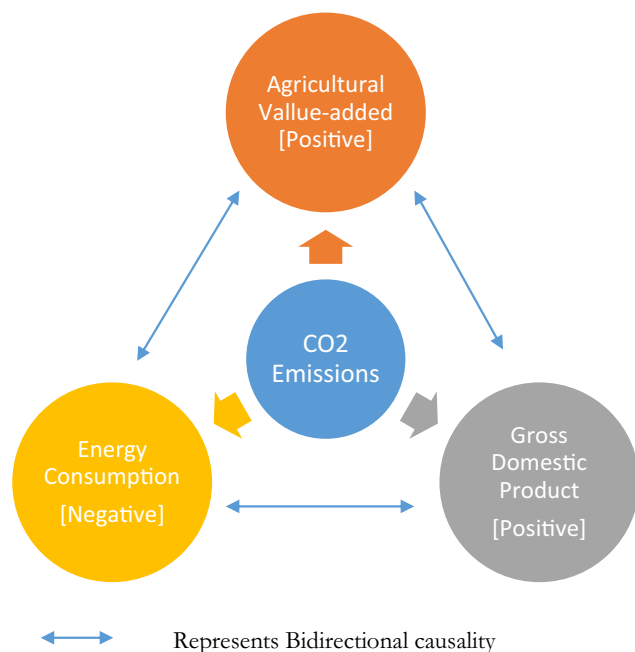 Agricultural
Vallue-added
[Positive]
CO2
Emissions
Energy
Consumption
[Negative]
Gross
Domestic
Product
[Positive]
Represents Bidirectional causality